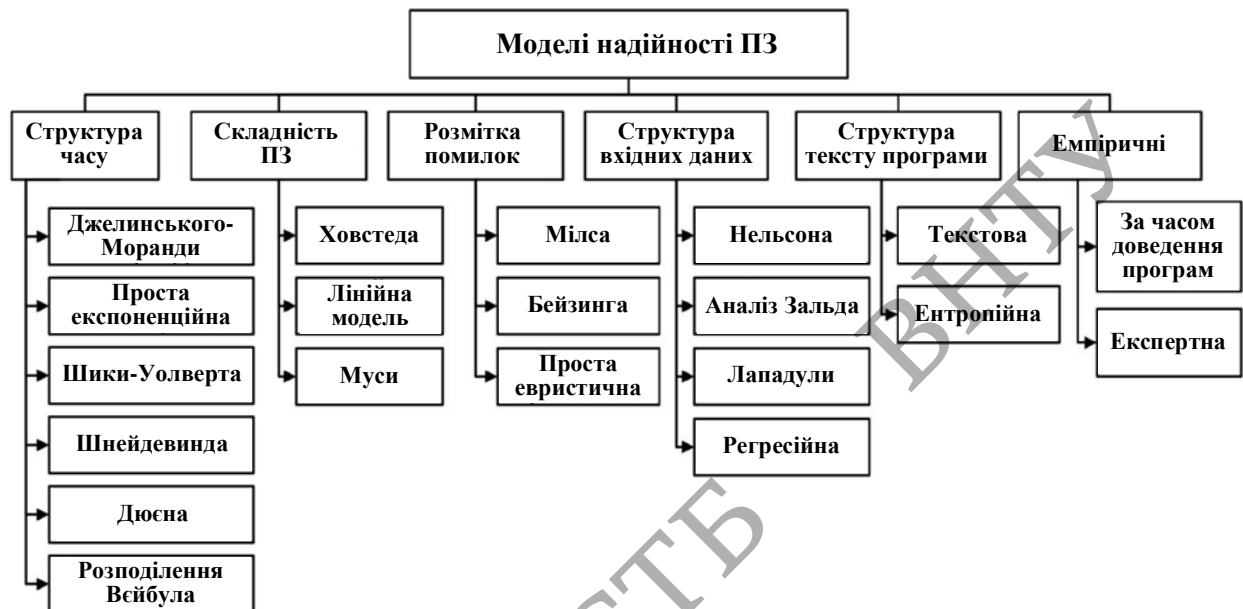 Моделі надійності ПЗ
Структура
часу
Складність
ПЗ
Розмітка
помилок
Структура
вхідних даних
Структура
тексту програми
Емпіричні
Джелинського-
Моранди
Проста
експоненційна
Шики-Уолверта
Шнейдевинда
Дюєна
Розподілення
Вєйбула
Ховстеда
Лінійна
модель
Муси
Мілса
Бейзинга
Проста
евристична
Нельсона
Аналіз Зальда
Лападули
Регресійна
Текстова
Ентропійна
За часом
доведення
програм
Експертна
ВНТУ